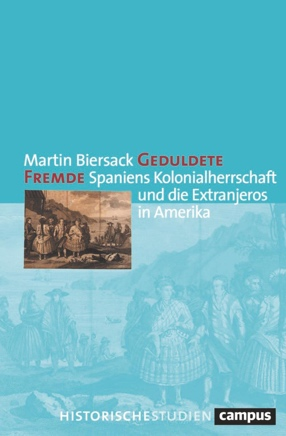 Martin Biersack GEDULDETE
FREMDE Spaniens Kolonialherrschaft
und die Extranjeros
in Amerika
HISTORISCHESTUDIEN campus